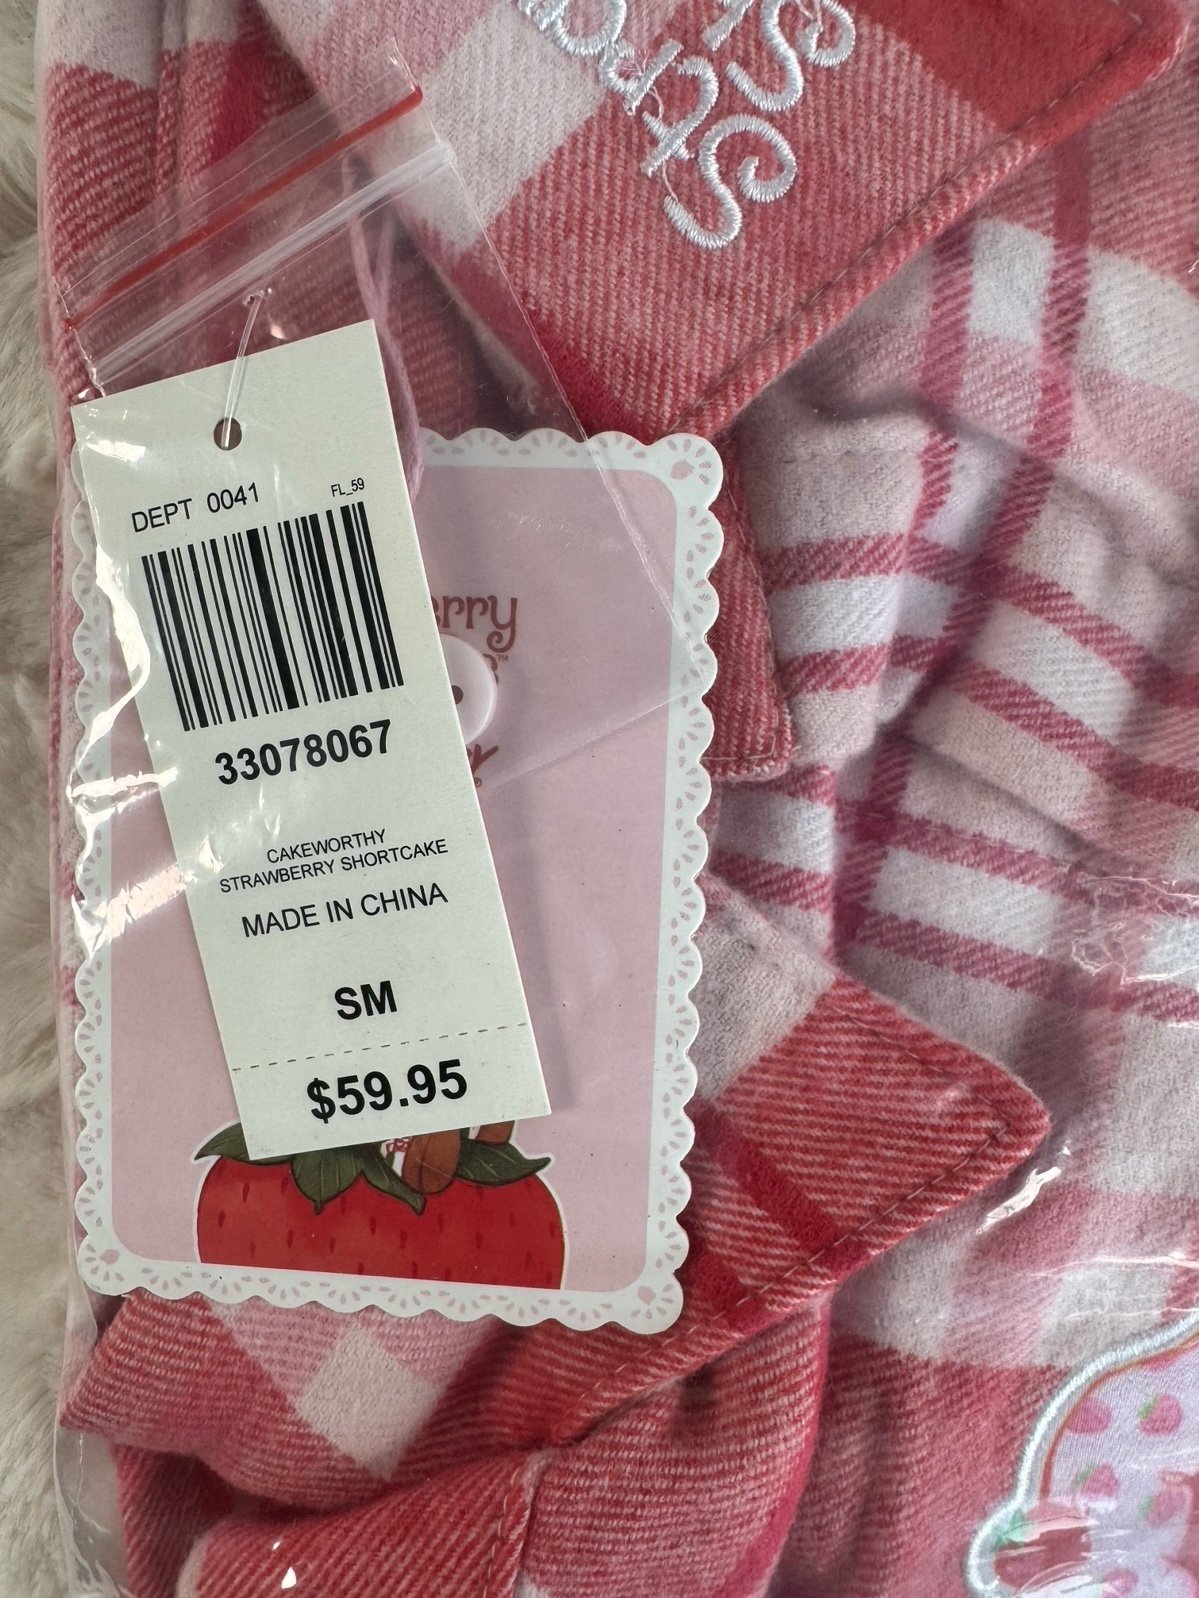 DEPT 0041 FL_59
33078067
CAKEWORTHY
STRAWBERRY SHORTCAKE
MADE IN CHINA
SM
$59.95